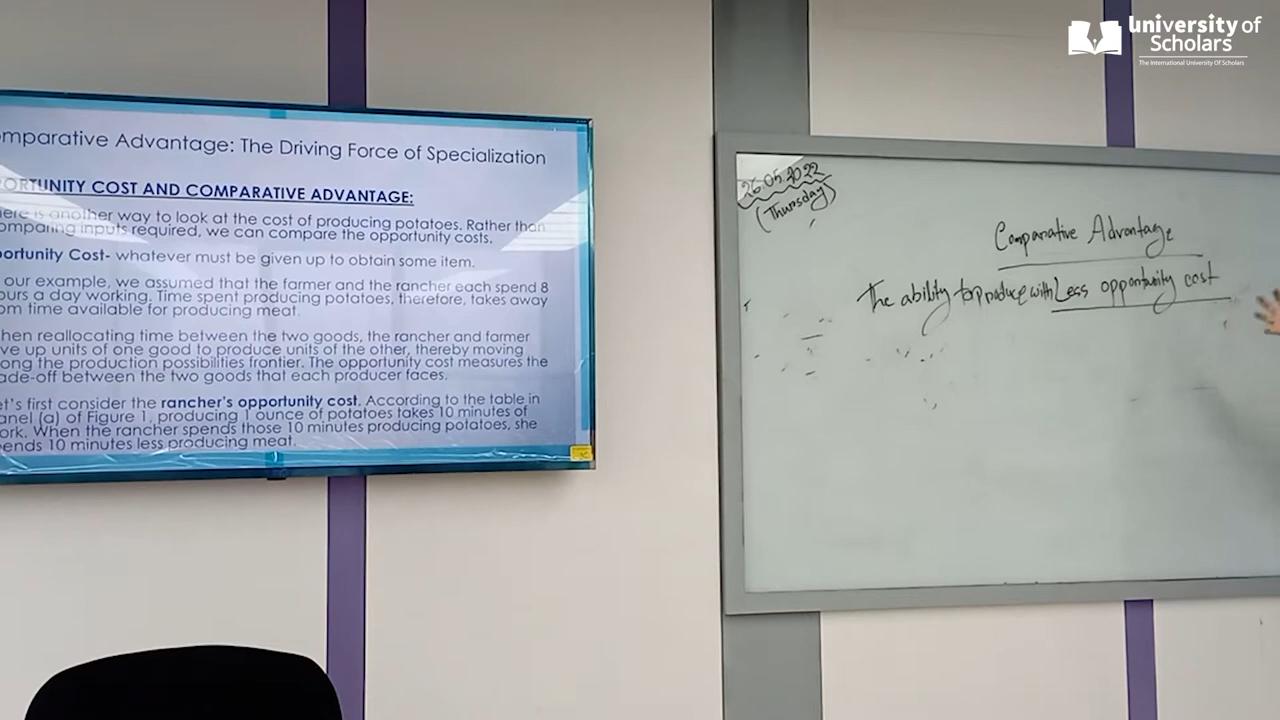 University of
Scholars
The International University Of Scholars
omparative Advantage: The Driving Force of Specialization
PORTUNITY COST AND COMPARATIVE ADVANTAGE:
here is another way to look at the cost of producing potatoes. Rather than
omparing inputs required, we can compare the opportunity costs.
portunity Cost- whatever must be given up to obtain some item.
our example, we assumed that the farmer and the rancher each spend 8
ours a day working. Time spent producing potatoes, therefore, takes away
om time available for producing meat.
hen reallocating time between the two goods, the rancher and farmer
ve up units of one good to produce units of the other, thereby moving
ong the production possibilities frontier. The opportunity cost measures the
ade-off between the two goods that each producer faces.
et's first consider the rancher's opportunity cost. According to the table in
anel (a) of Figure 1, producing 1 ounce of potatoes takes 10 minutes of
ork. When the rancher spends those 10 minutes producing potatoes, she
ends 10 minutes less producing meat.
26.05.2022
(Thursday)
Comparative Advantage
The ability to produce with Less opportunity cost